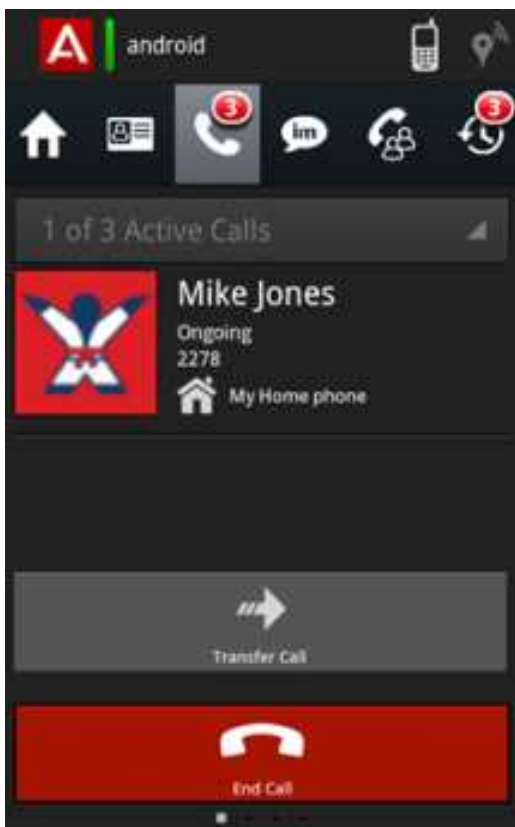 android
3
im
3
1 of 3 Active Calls
Mike Jones
Ongoing
2278
My Home phone
Transfer Call
End Call